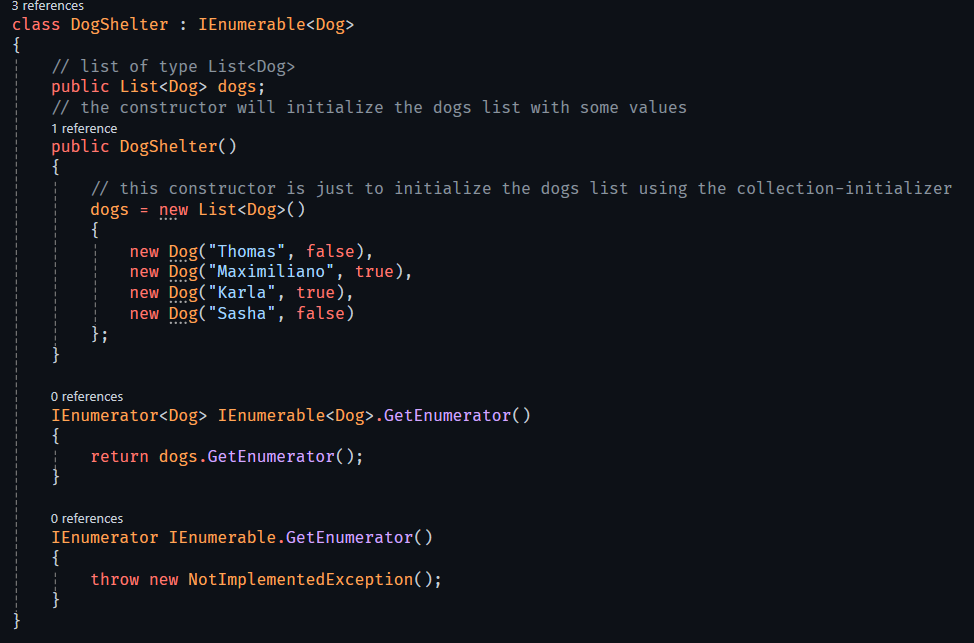 3 references
class DogShelter : IEnumerable<Dog>
{
// list of type List<Dog>
public List<Dog> dogs;
// the constructor will initialize the dogs list with some values
1 reference
public DogShelter()
{
// this constructor is just to initialize the dogs list using the collection-initializer
dogs = new List<Dog>()
{
new Dog("Thomas", false),
new Dog("Maximiliano", true),
new Dog("Karla", true),
new Dog("Sasha", false)
};
}
0 references
IEnumerator<Dog> IEnumerable<Dog>.GetEnumerator()
{
return dogs.GetEnumerator();
}
0 references
IEnumerator IEnumerable.GetEnumerator()
{
throw new NotImplementedException();
}
}